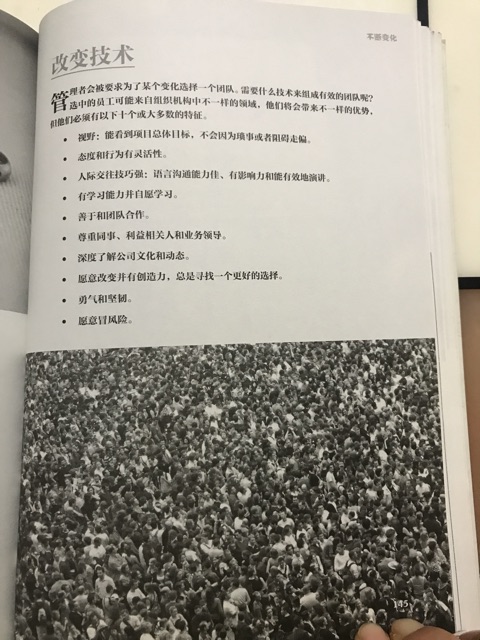 不断变化
改变技术
管理者会被要求为了某个变化选择一个团队。需要什么技术来组成有效的团队呢？
选中的员工可能来自组织机构中不一样的领域，他们将会带来不一样的优势，
但他们必须有以下十个或大多数的特征。
• 视野：能看到项目总体目标，不会因为琐事或者阻碍走偏。
• 态度和行为有灵活性。
• 人际交往技巧强：语言沟通能力佳、有影响力和能有效地演讲。
• 有学习能力并自愿学习。
• 善于和团队合作。
• 尊重同事、利益相关人和业务领导。
• 深度了解公司文化和动态。
• 愿意改变并有创造力，总是寻找一个更好的选择。
• 勇气和坚韧。
• 愿意冒风险。
145